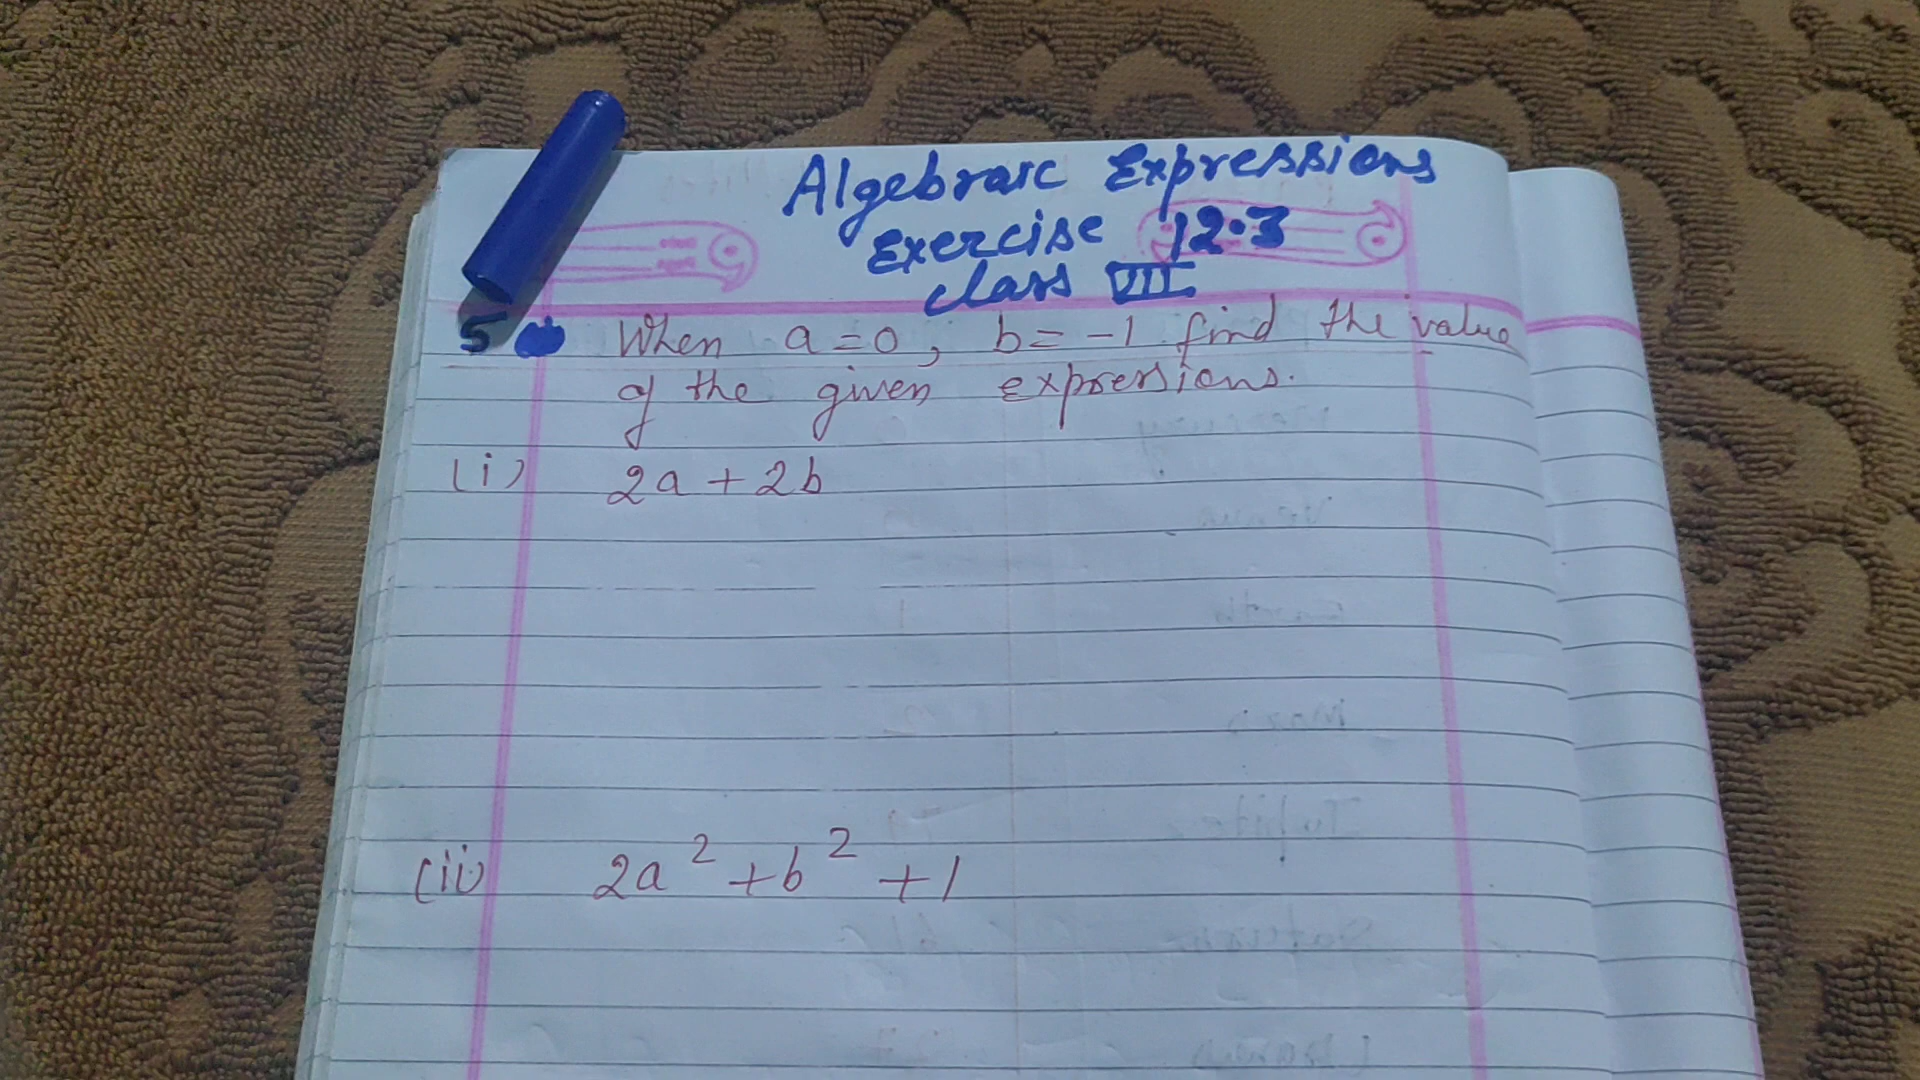 Algebraic Expressions
Exercise 12.3
Class VII
5 When a=0, b= -1 find the value
of the given expressions.
(i) 2a+2b
(ii) 2a² + b² + 1